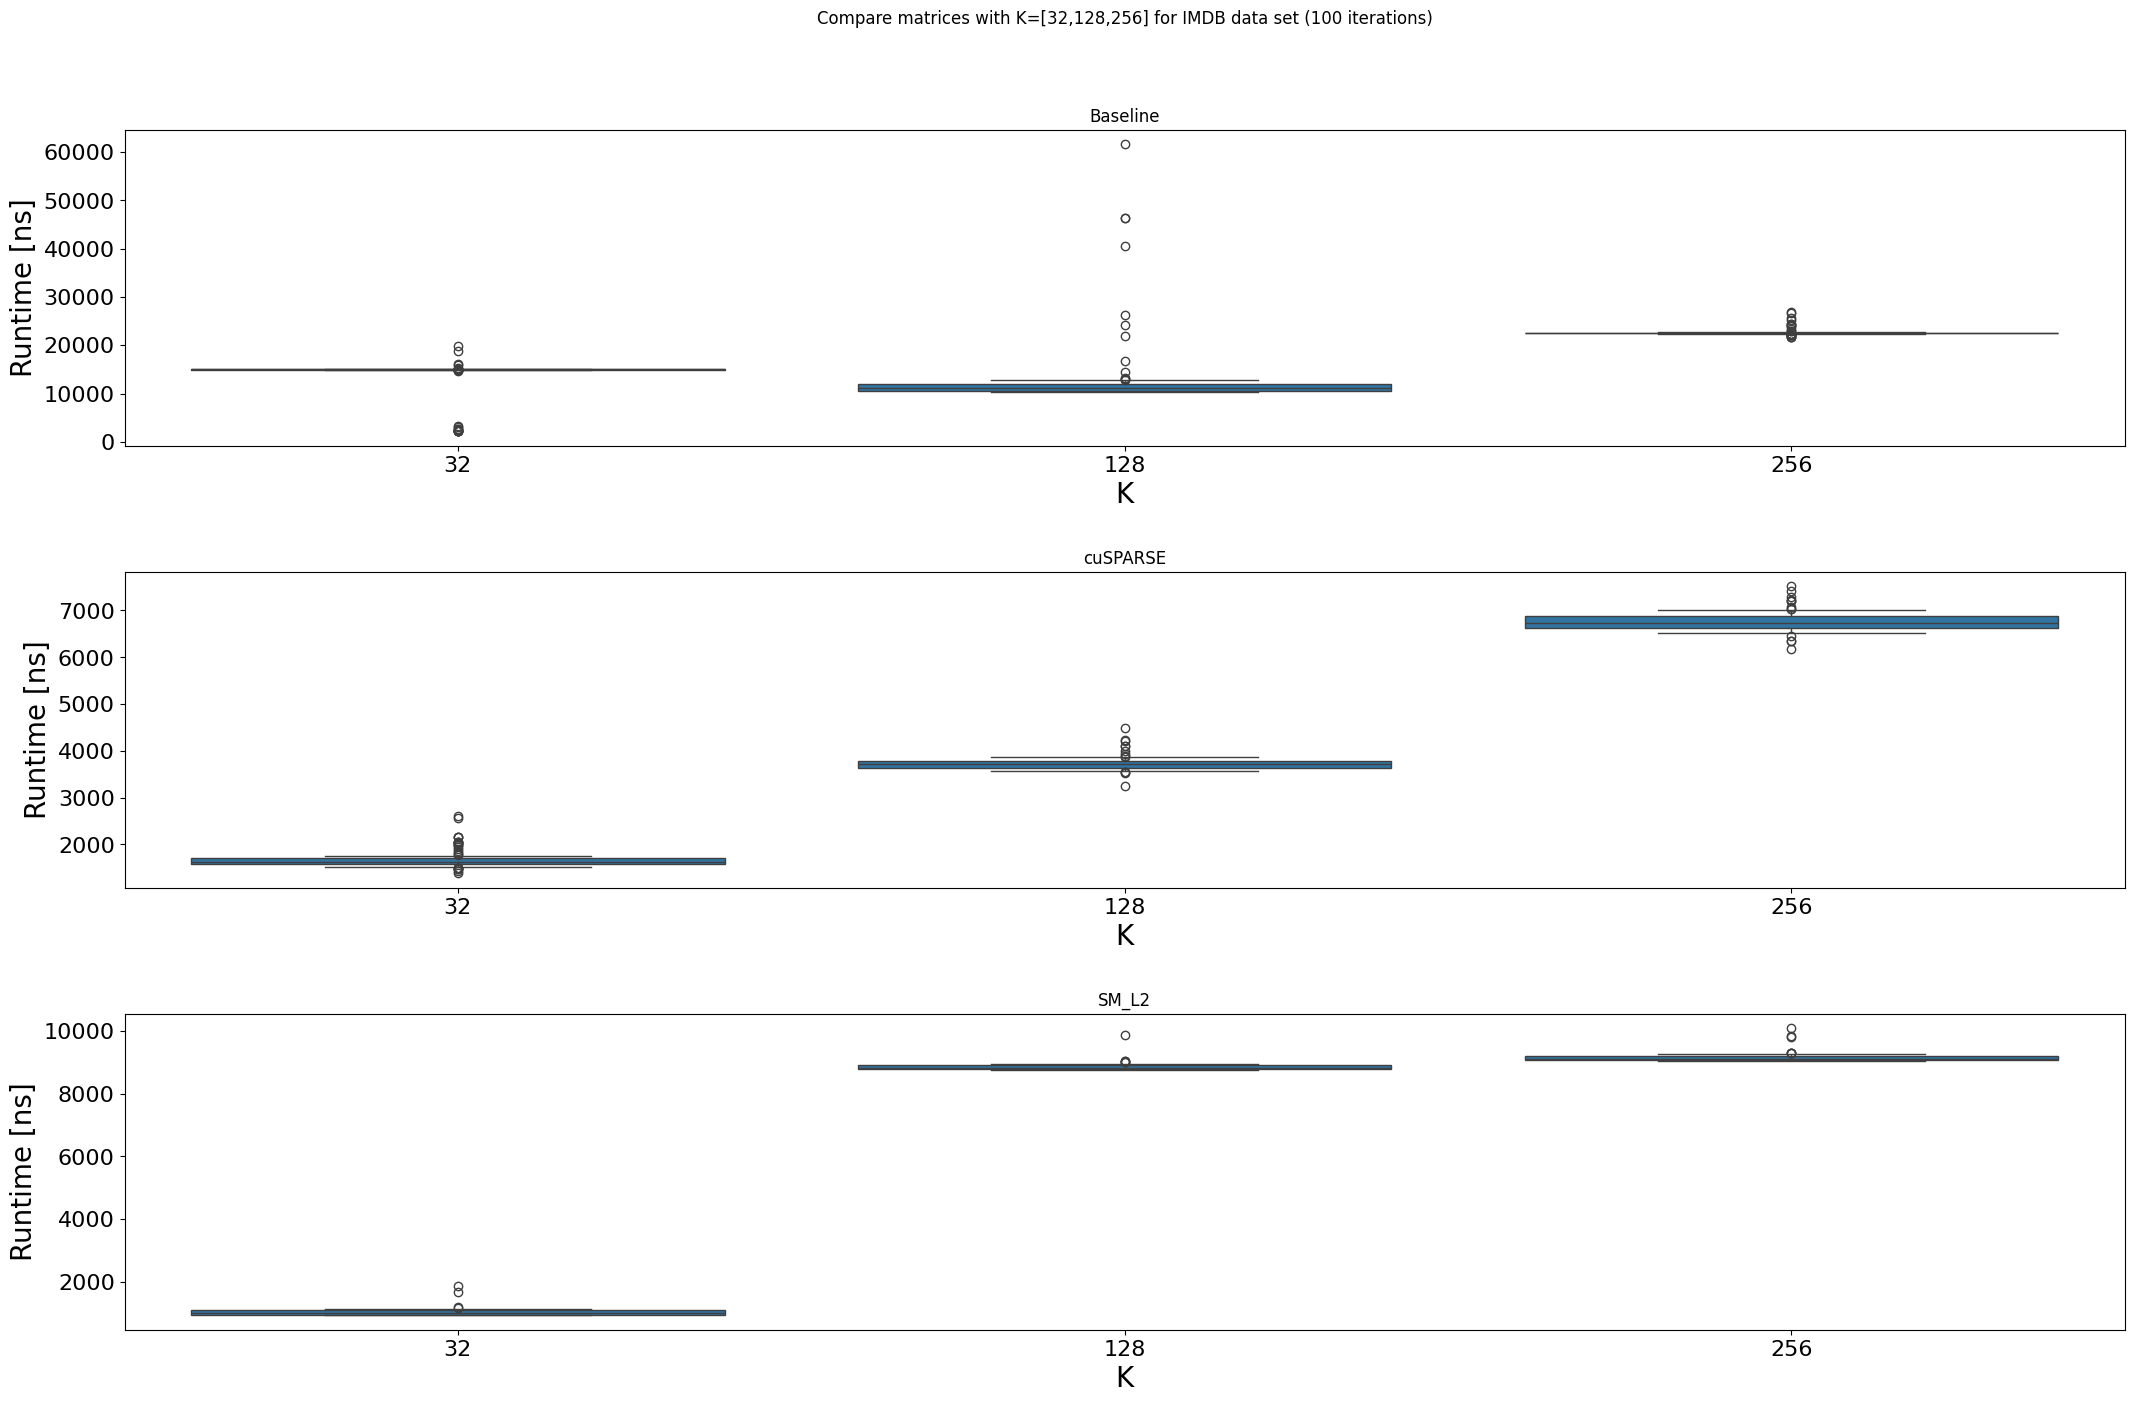 Compare matrices with K=[32,128,256] for IMDB data set (100 iterations)
Baseline
Runtime [ns]
60000
50000
40000
30000
20000
10000
0
32 128 256
K
cuSPARSE
Runtime [ns]
7000
6000
5000
4000
3000
2000
32 128 256
K
SM_L2
Runtime [ns]
10000
8000
6000
4000
2000
32 128 256
K